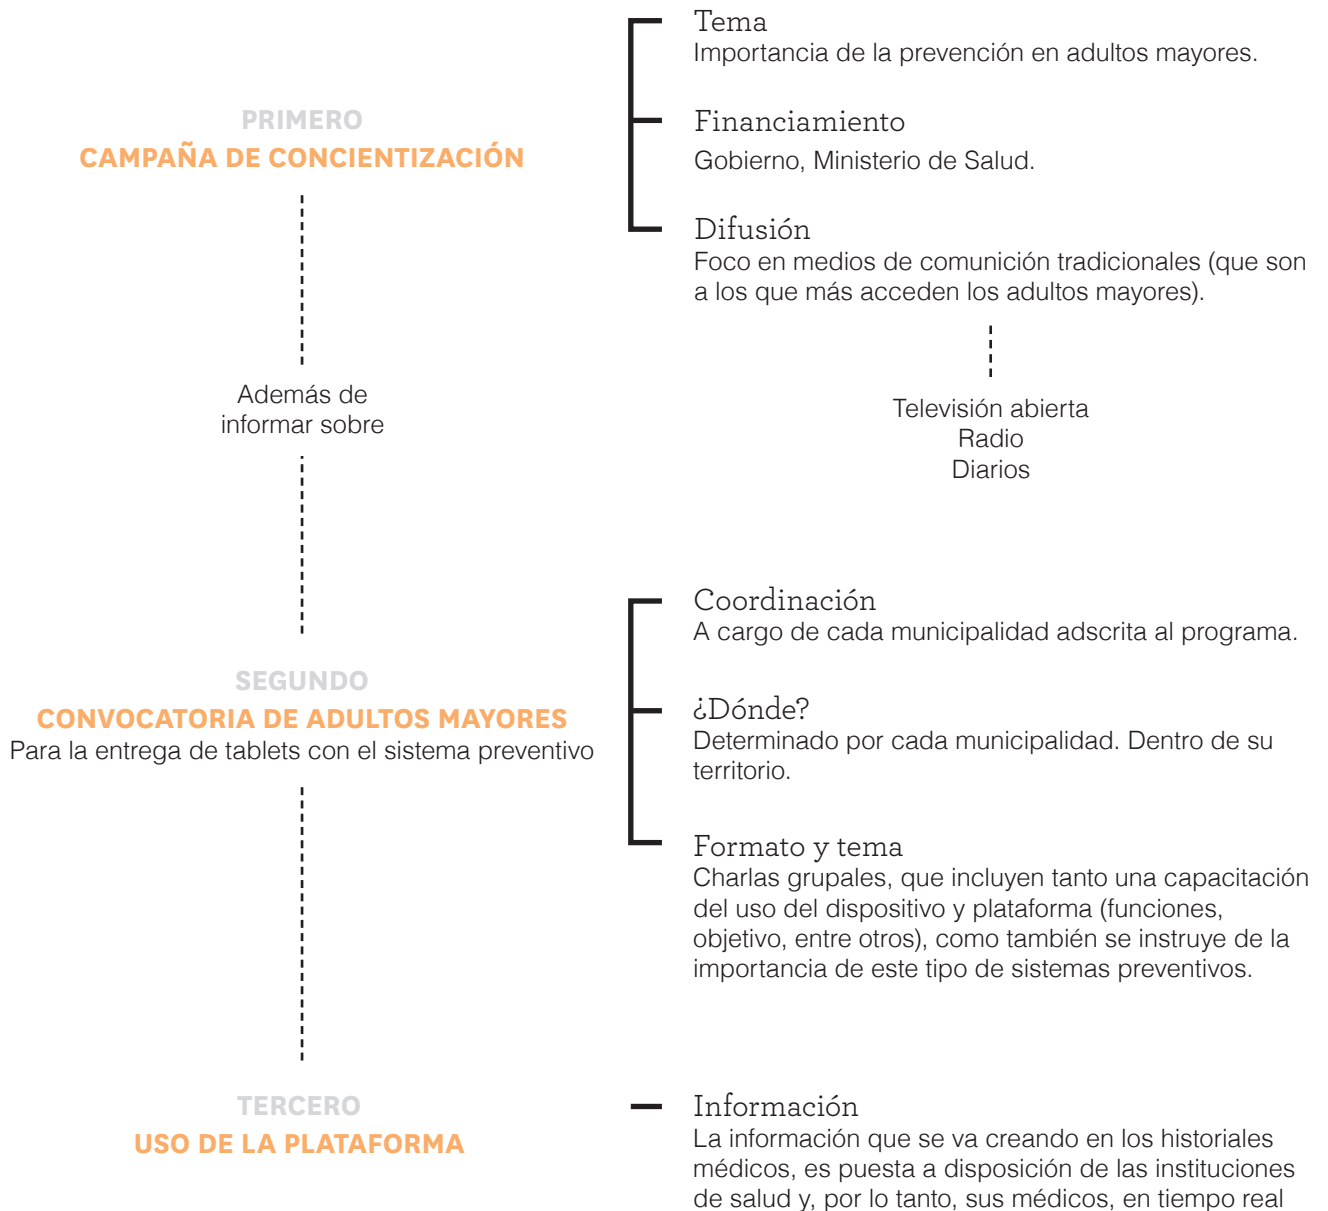 PRIMERO
CAMPAÑA DE CONCIENTIZACIÓN
Tema
Importancia de la prevención en adultos mayores.
Financiamiento
Gobierno, Ministerio de Salud.
Difusión
Foco en medios de comunición tradicionales (que son
a los que más acceden los adultos mayores).
Televisión abierta
Radio
Diarios
Además de
informar sobre
SEGUNDO
CONVOCATORIA DE ADULTOS MAYORES
Para la entrega de tablets con el sistema preventivo
Coordinación
A cargo de cada municipalidad adscrita al programa.
¿Dónde?
Determinado por cada municipalidad. Dentro de su
territorio.
Formato y tema
Charlas grupales, que incluyen tanto una capacitación
del uso del dispositivo y plataforma (funciones,
objetivo, entre otros), como también se instruye de la
importancia de este tipo de sistemas preventivos.
TERCERO
USO DE LA PLATAFORMA
Información
La información que se va creando en los historiales
médicos, es puesta a disposición de las instituciones
de salud y, por lo tanto, sus médicos, en tiempo real